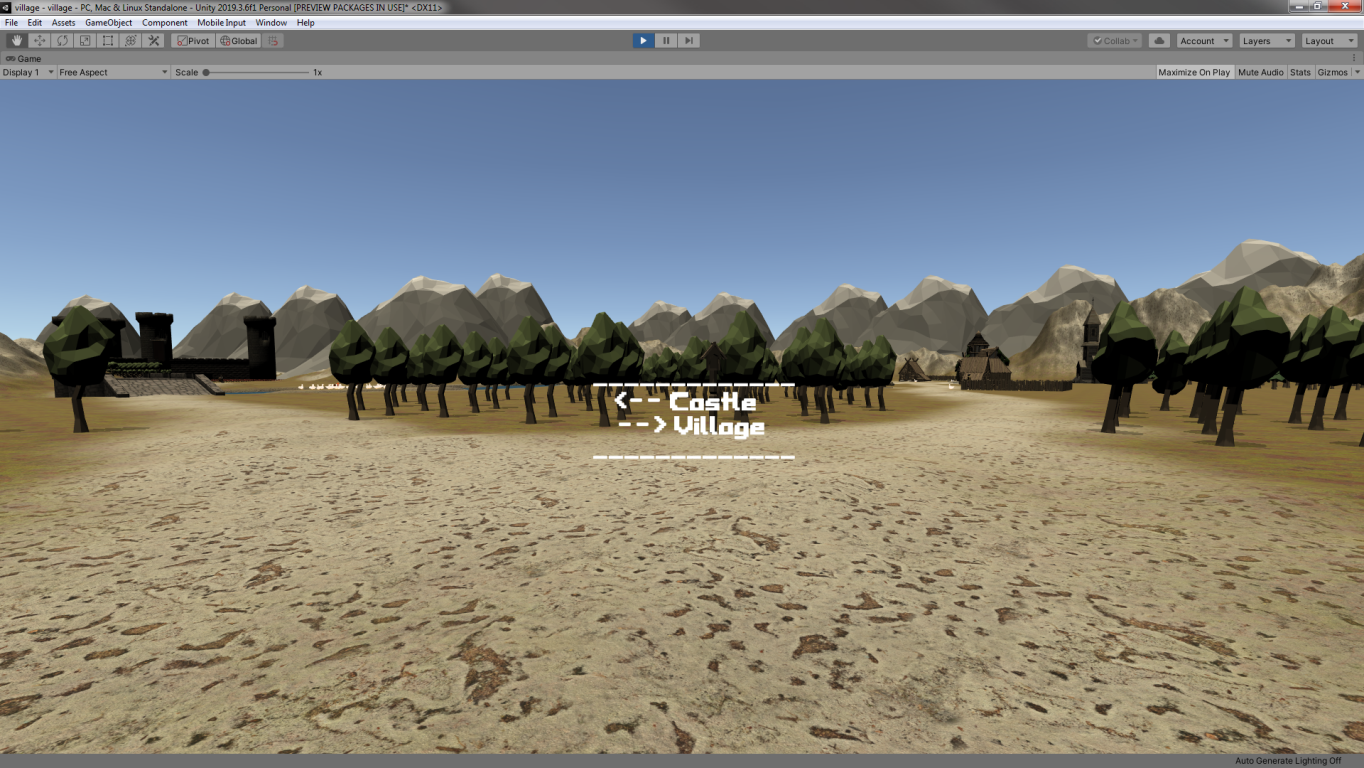 village - village - PC, Mac & Linux Standalone - Unity 2019.3.6f1 Personal [PREVIEW PACKAGES IN USE]* <DX11>
File Edit Assets GameObject Component Mobile Input Window Help
Pivot Global Collab Account Layers Layout
Game
Display 1 Free Aspect Scale 1x Maximize On Play Mute Audio Stats Gizmos
<-- Castle
--> Village
Auto Generate Lighting Off